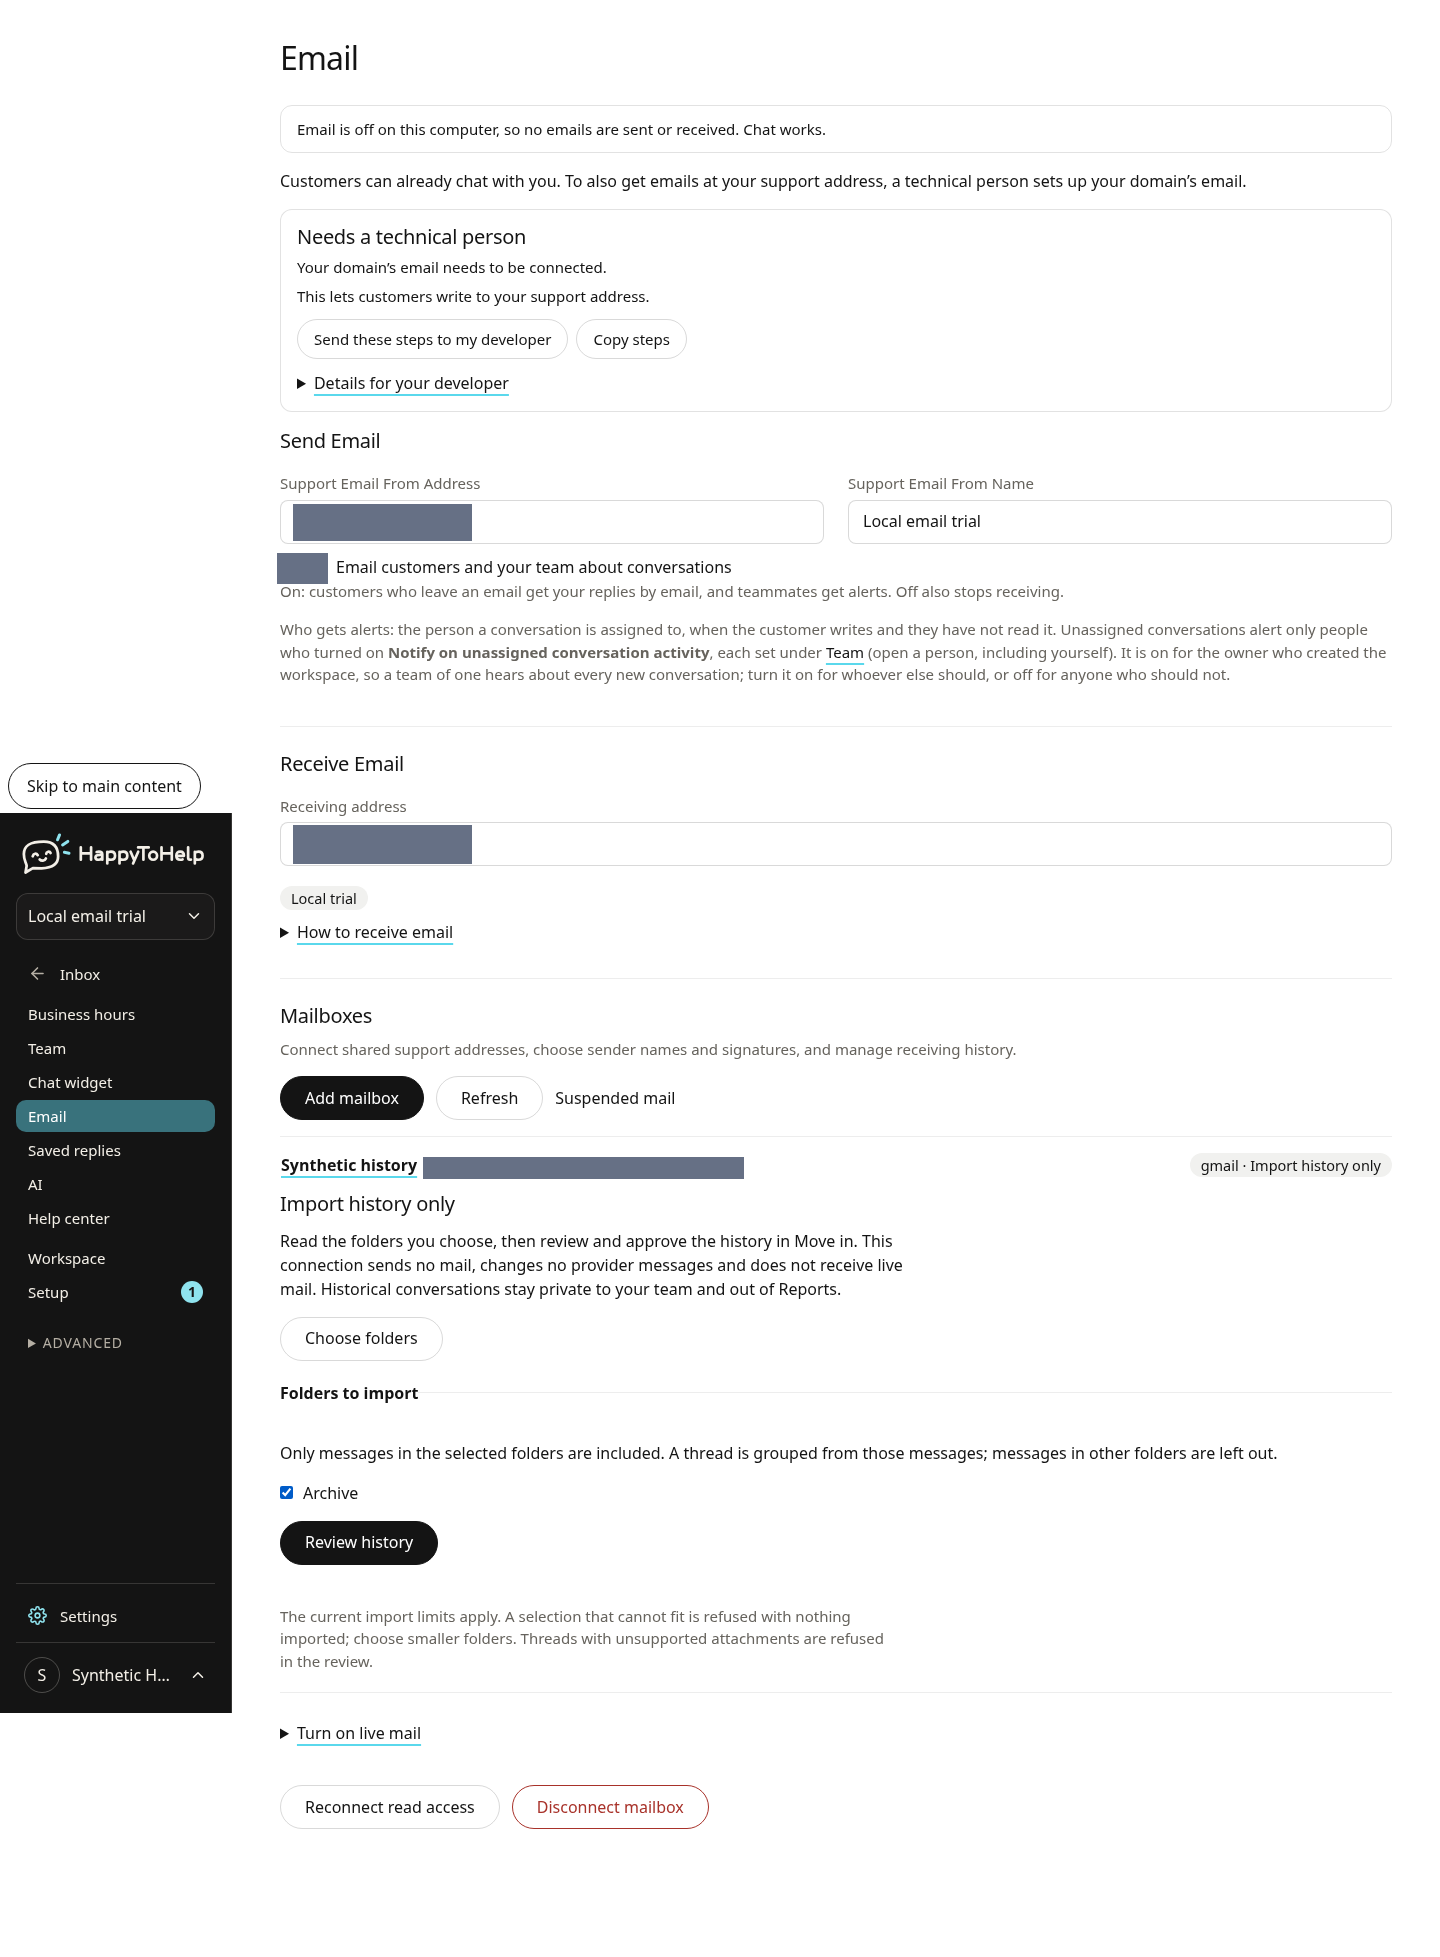 Email
Email is off on this computer, so no emails are sent or received. Chat works.
Customers can already chat with you. To also get emails at your support address, a technical person sets up your domain’s email.
Needs a technical person
Your domain’s email needs to be connected.
This lets customers write to your support address.
Send these steps to my developer
Copy steps
Details for your developer
Send Email
Support Email From Address
Support Email From Name
Local email trial
Email customers and your team about conversations
On: customers who leave an email get your replies by email, and teammates get alerts. Off also stops receiving.
Who gets alerts: the person a conversation is assigned to, when the customer writes and they have not read it. Unassigned conversations alert only people
who turned on Notify on unassigned conversation activity, each set under Team (open a person, including yourself). It is on for the owner who created the
workspace, so a team of one hears about every new conversation; turn it on for whoever else should, or off for anyone who should not.
Receive Email
Receiving address
Local trial
How to receive email
Mailboxes
Connect shared support addresses, choose sender names and signatures, and manage receiving history.
Add mailbox
Refresh
Suspended mail
Synthetic history
gmail · Import history only
Import history only
Read the folders you choose, then review and approve the history in Move in. This
connection sends no mail, changes no provider messages and does not receive live
mail. Historical conversations stay private to your team and out of Reports.
Choose folders
Folders to import
Only messages in the selected folders are included. A thread is grouped from those messages; messages in other folders are left out.
Archive
Review history
The current import limits apply. A selection that cannot fit is refused with nothing
imported; choose smaller folders. Threads with unsupported attachments are refused
in the review.
Turn on live mail
Reconnect read access
Disconnect mailbox
Skip to main content
HappyToHelp
Local email trial
Inbox
Business hours
Team
Chat widget
Email
Saved replies
AI
Help center
Workspace
Setup
1
ADVANCED
Settings
S
Synthetic H...